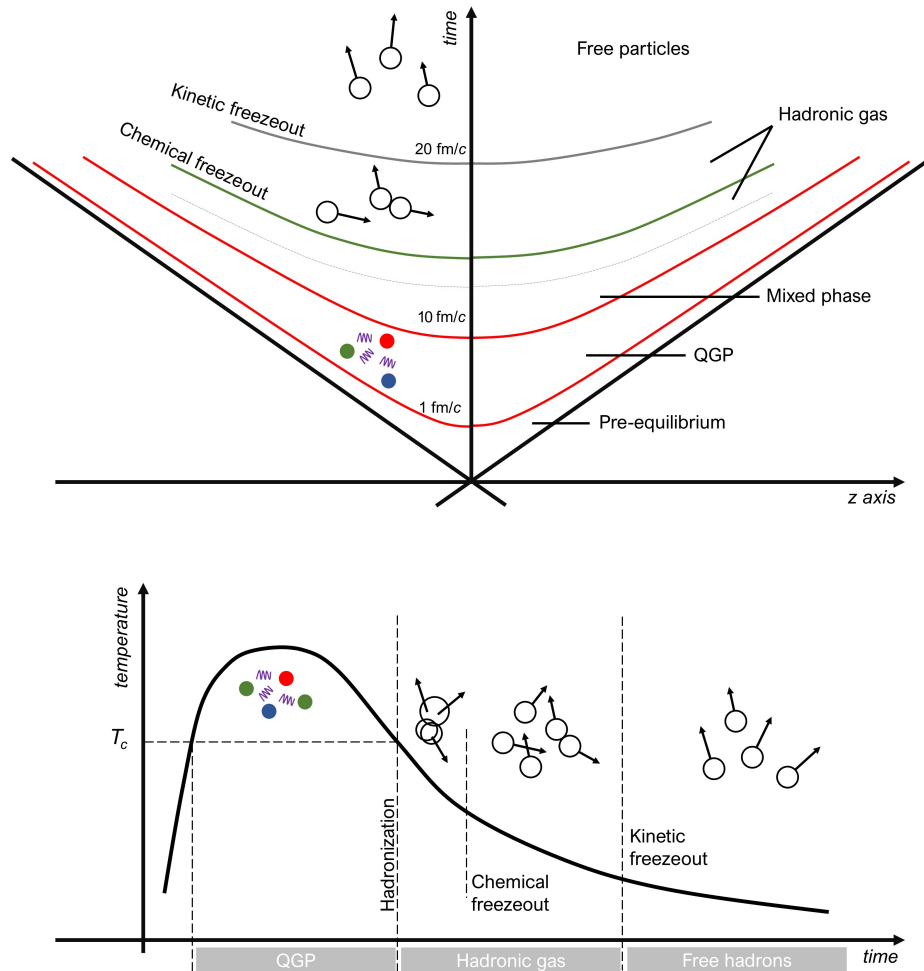 time
Free particles
Kinetic freezeout
Hadronic gas
Chemical freezeout
20 fm/c
Mixed phase
10 fm/c
QGP
1 fm/c
Pre-equilibrium
z axis
temperature
Tc
Hadronization
Kinetic
freezeout
Chemical
freezeout
QGP
Hadronic gas
Free hadrons
time